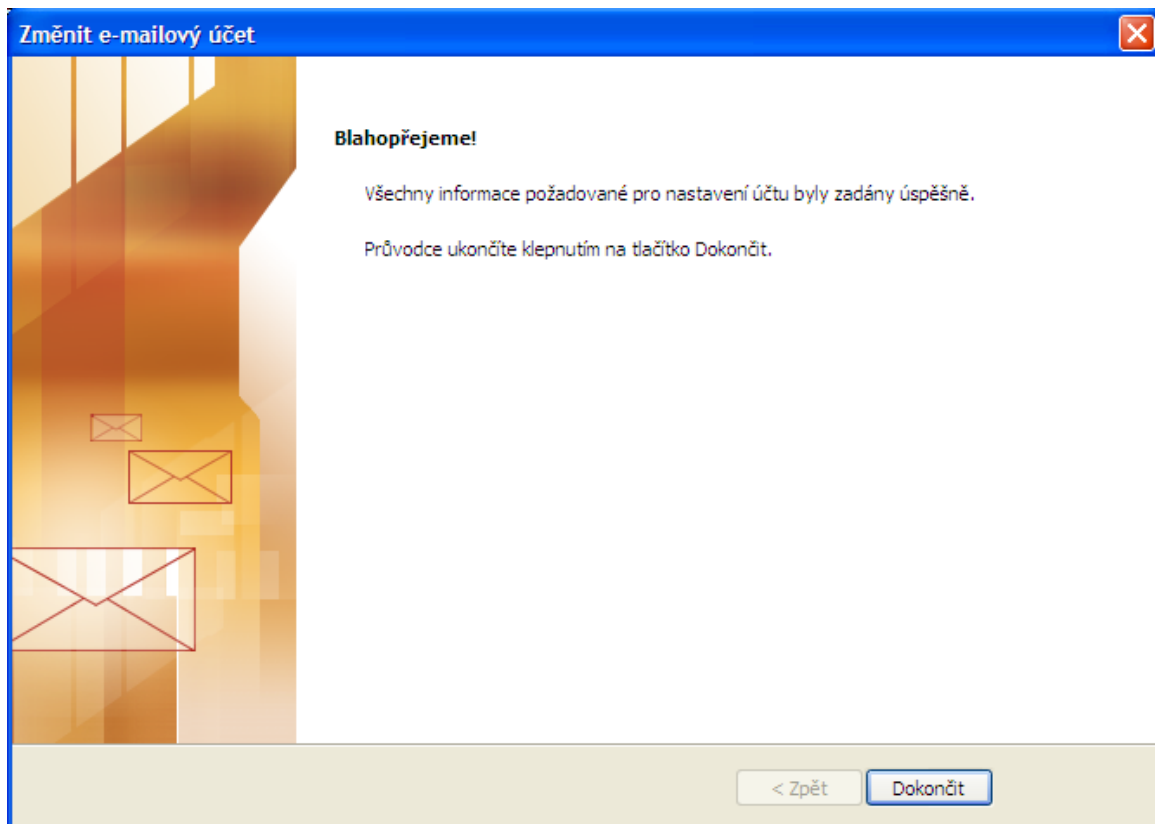 Změnit e-mailový účet
Blahopřejeme!
Všechny informace požadované pro nastavení účtu byly zadány úspěšně.
Průvodce ukončíte klepnutím na tlačítko Dokončit.
< Zpět
Dokončit